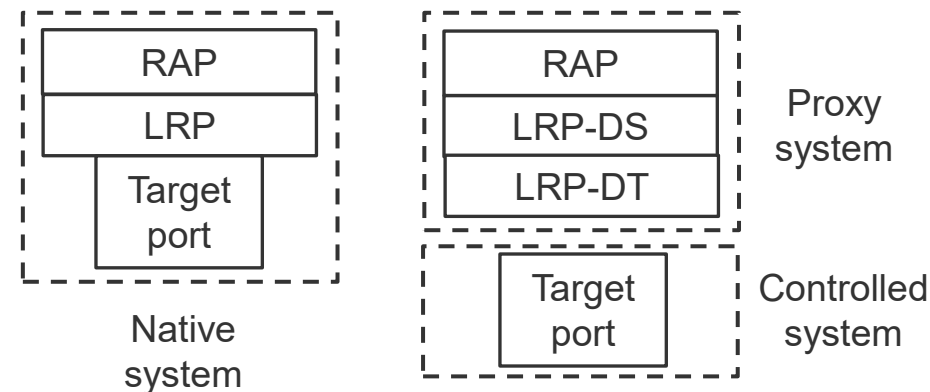 RAP
LRP
Target
port
Native
system
RAP
LRP-DS
LRP-DT
Proxy
system
Target
port
Controlled
system